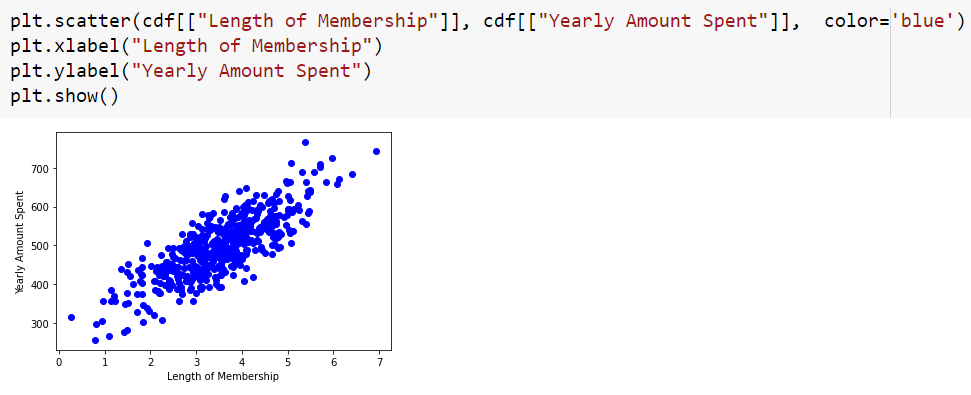 plt.scatter(cdf[["Length of Membership"]], cdf[["Yearly Amount Spent"]],  color='blue')
plt.xlabel("Length of Membership")
plt.ylabel("Yearly Amount Spent")
plt.show()
700
600
500
400
300
Yearly Amount Spent
0 1 2 3 4 5 6 7
Length of Membership